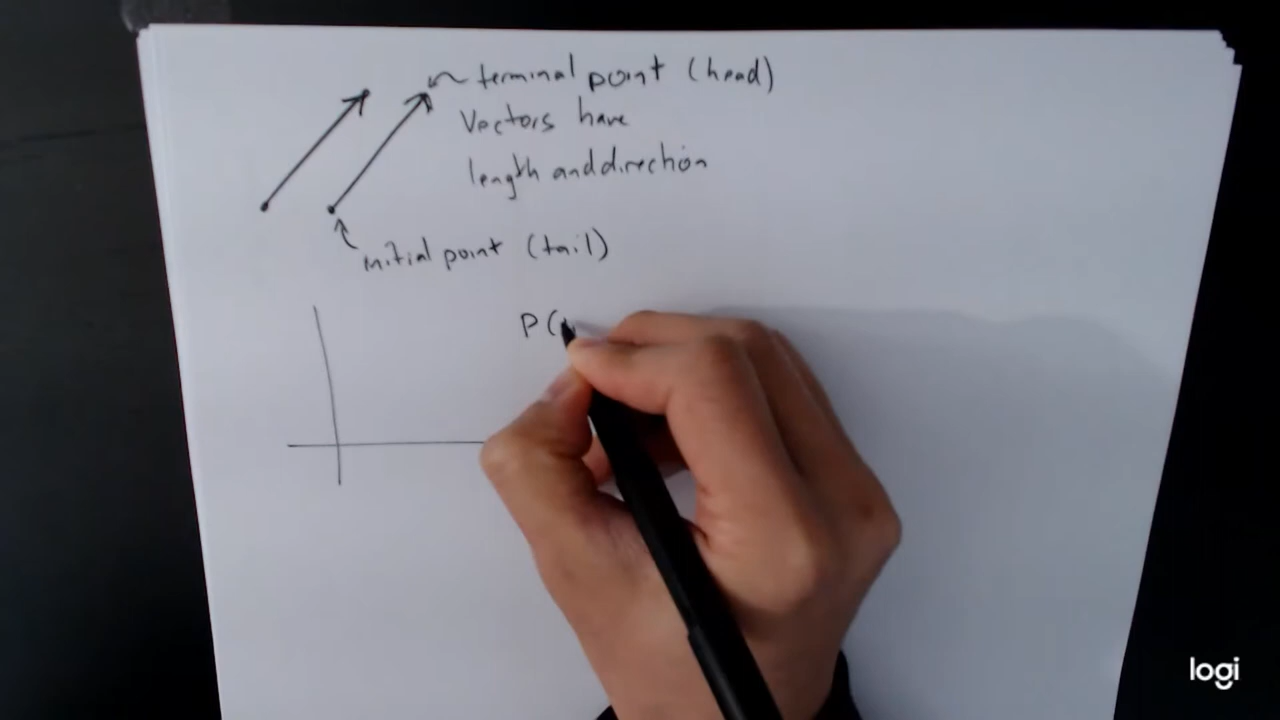 terminal point (head)
Vectors have
length and direction
initial point (tail)
P(
logi